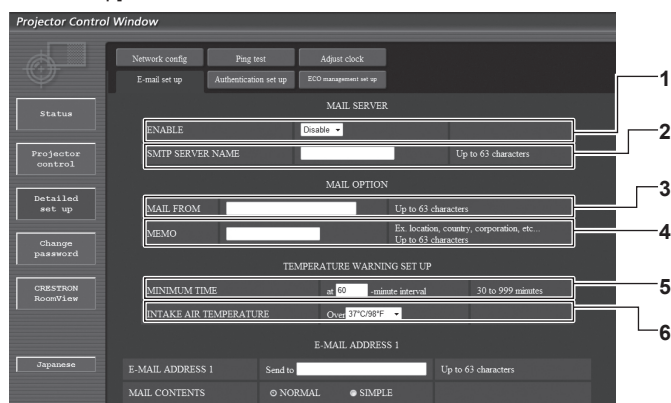 Projector Control Window
Network config Ping test Adjust clock
E-mail set up Authentication set up ECO management set up
Status
Projector control
Detailed set up
Change password
CRESTRON RoomView
Japanese
MAIL SERVER
ENABLE Disable 1
SMTP SERVER NAME Up to 63 characters 2
MAIL OPTION
MAIL FROM Up to 63 characters 3
MEMO Ex. location, country, corporation, etc... 4
Up to 63 characters
TEMPERATURE WARNING SET UP
MINIMUM TIME at 60 -minute interval 30 to 999 minutes 5
INTAKE AIR TEMPERATURE Over 37°C/98°F 6
E-MAIL ADDRESS 1
E-MAIL ADDRESS 1 Send to Up to 63 characters
MAIL CONTENTS NORMAL SIMPLE